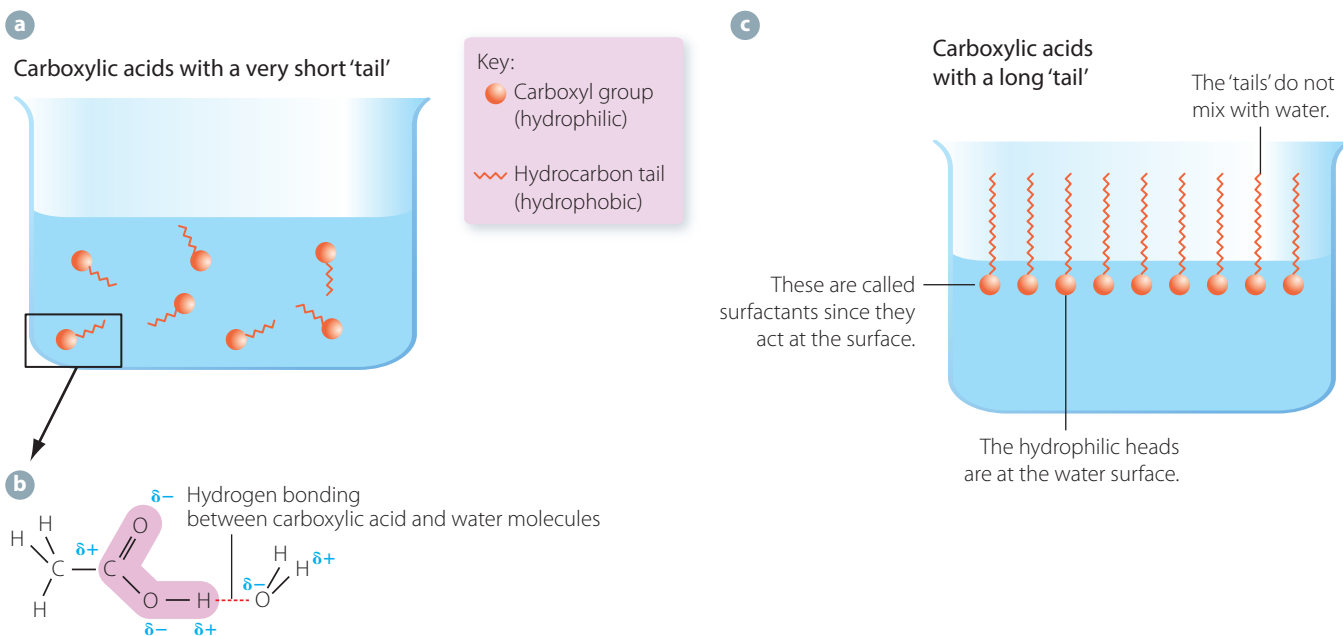 a
Carboxylic acids with a very short 'tail'
Key:
Carboxyl group
(hydrophilic)
Hydrocarbon tail
(hydrophobic)
b
δ− Hydrogen bonding
between carboxylic acid and water molecules
H
H
C
H
δ+
C
O
O
H
δ−
δ+
δ−
O
H
H
δ+
c
Carboxylic acids
with a long 'tail'
The 'tails' do not
mix with water.
These are called
surfactants since they
act at the surface.
The hydrophilic heads
are at the water surface.